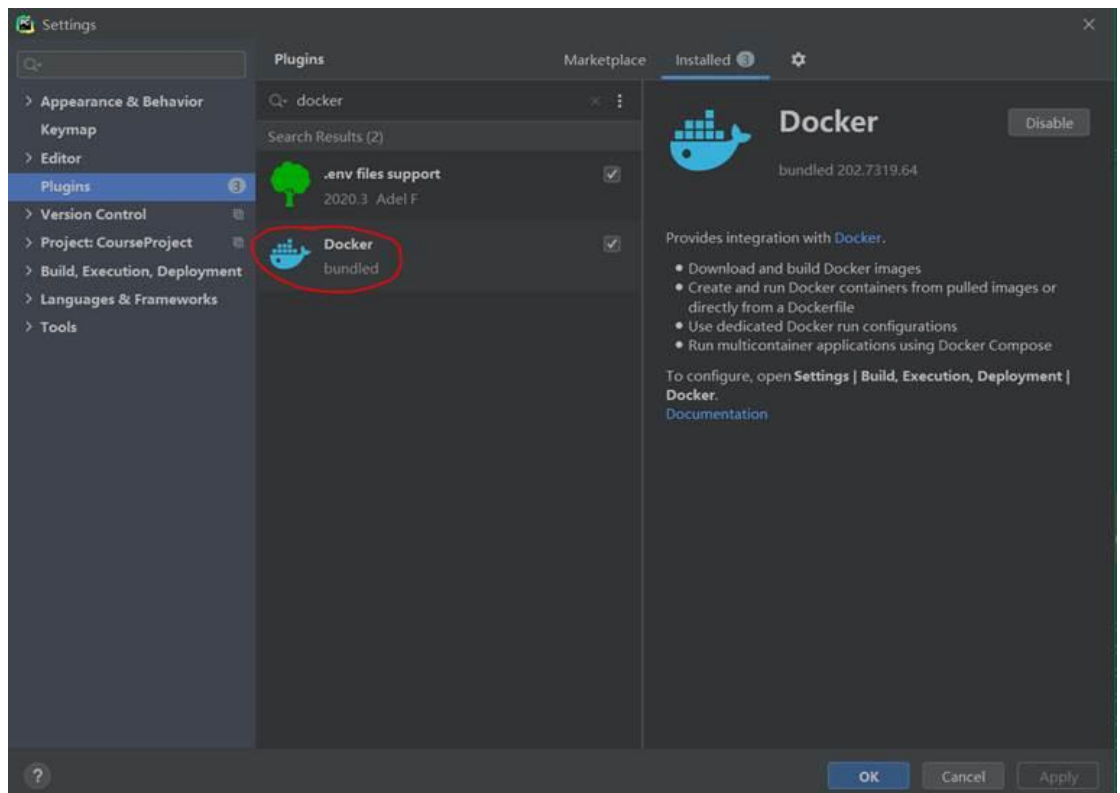 PC
Settings
Plugins
Marketplace
Installed 3
Appearance & Behavior
Keymap
Editor
Plugins 3
Version Control
Project: CourseProject
Build, Execution, Deployment
Languages & Frameworks
Tools
docker
Search Results (2)
.env files support
2020.3 Adel F
Docker
bundled
Docker
Disable
bundled 202.7319.64
Provides integration with Docker.
• Download and build Docker images
• Create and run Docker containers from pulled images or
directly from a Dockerfile
• Use dedicated Docker run configurations
• Run multicontainer applications using Docker Compose
To configure, open Settings | Build, Execution, Deployment |
Docker.
Documentation
?
OK
Cancel
Apply